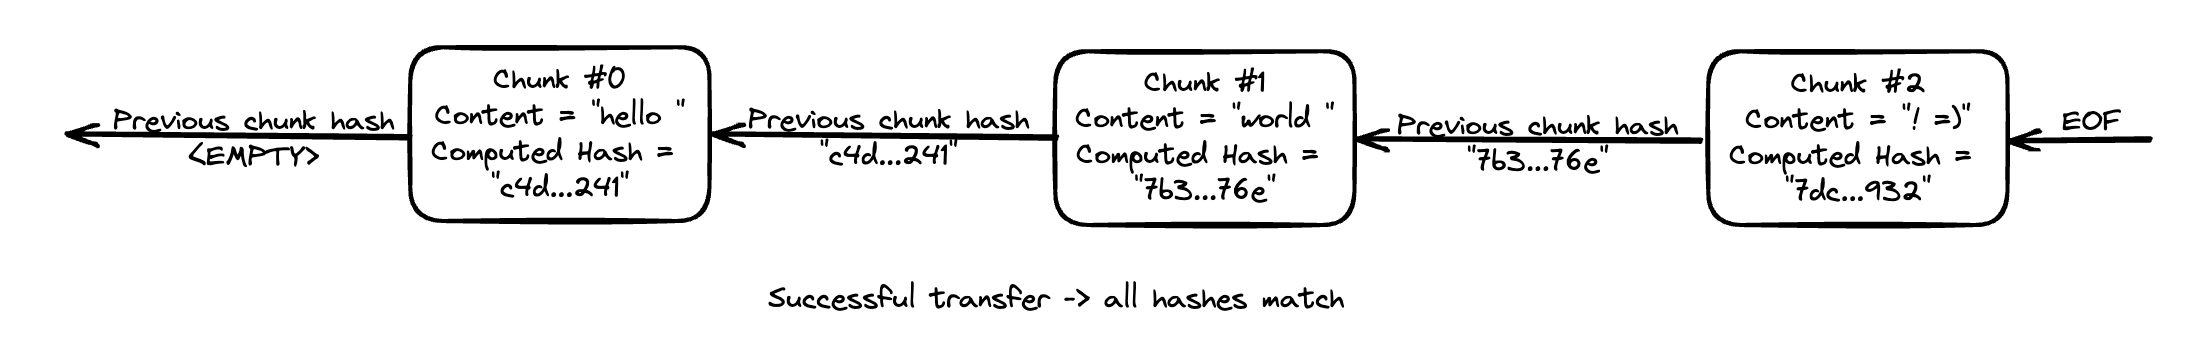 Previous chunk hash
<EMPTY>
Chunk #0
Content = "hello "
Computed Hash =
"c4d...241"
Previous chunk hash
"c4d...241"
Chunk #1
Content = "world "
Computed Hash =
"7b3...76e"
Previous chunk hash
"7b3...76e"
Chunk #2
Content = "! =)"
Computed Hash =
"7dc...932"
EOF
Successful transfer -> all hashes match